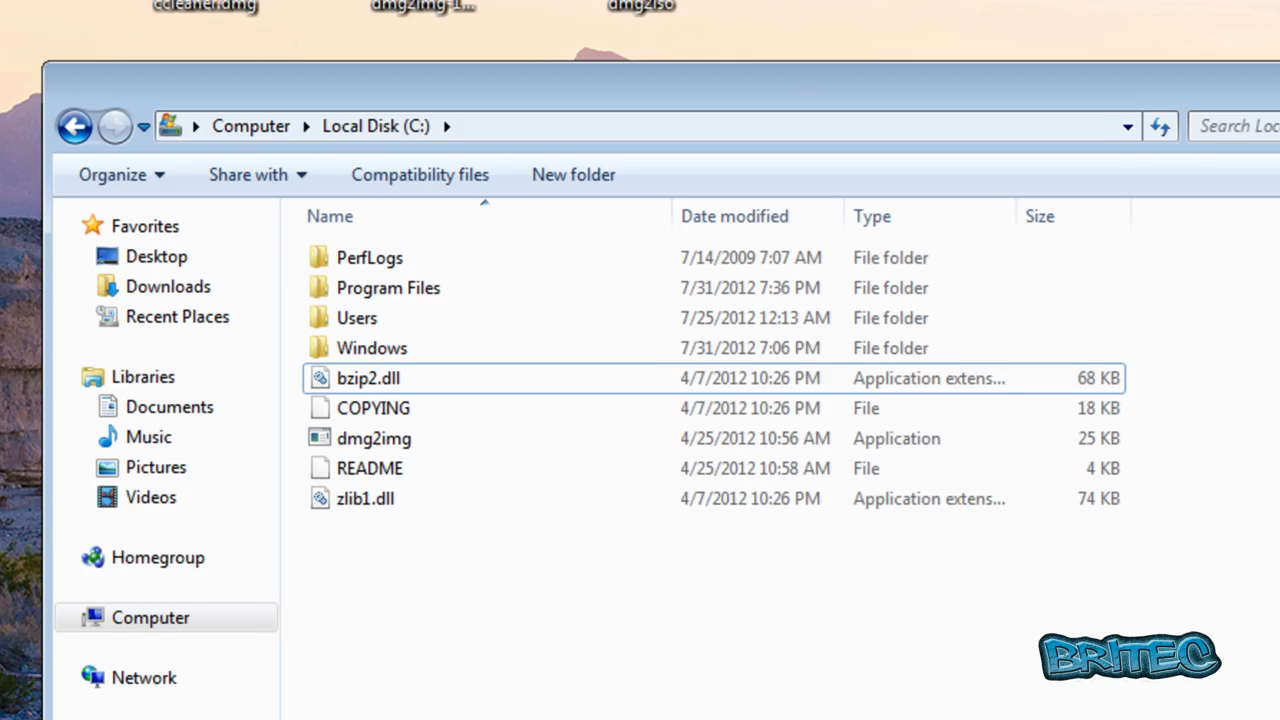 ccleaner.dmg dmg2img-1... dmg2iso
Computer Local Disk (C:) Search Loc
Organize Share with Compatibility files New folder
Name Date modified Type Size
Favorites
Desktop
Downloads
Recent Places
Libraries
Documents
Music
Pictures
Videos
Homegroup
Computer
Network
PerfLogs 7/14/2009 7:07 AM File folder
Program Files 7/31/2012 7:36 PM File folder
Users 7/25/2012 12:13 AM File folder
Windows 7/31/2012 7:06 PM File folder
bzip2.dll 4/7/2012 10:26 PM Application extens... 68 KB
COPYING 4/7/2012 10:26 PM File 18 KB
dmg2img 4/25/2012 10:56 AM Application 25 KB
README 4/25/2012 10:58 AM File 4 KB
zlib1.dll 4/7/2012 10:26 PM Application extens... 74 KB
BRITEC